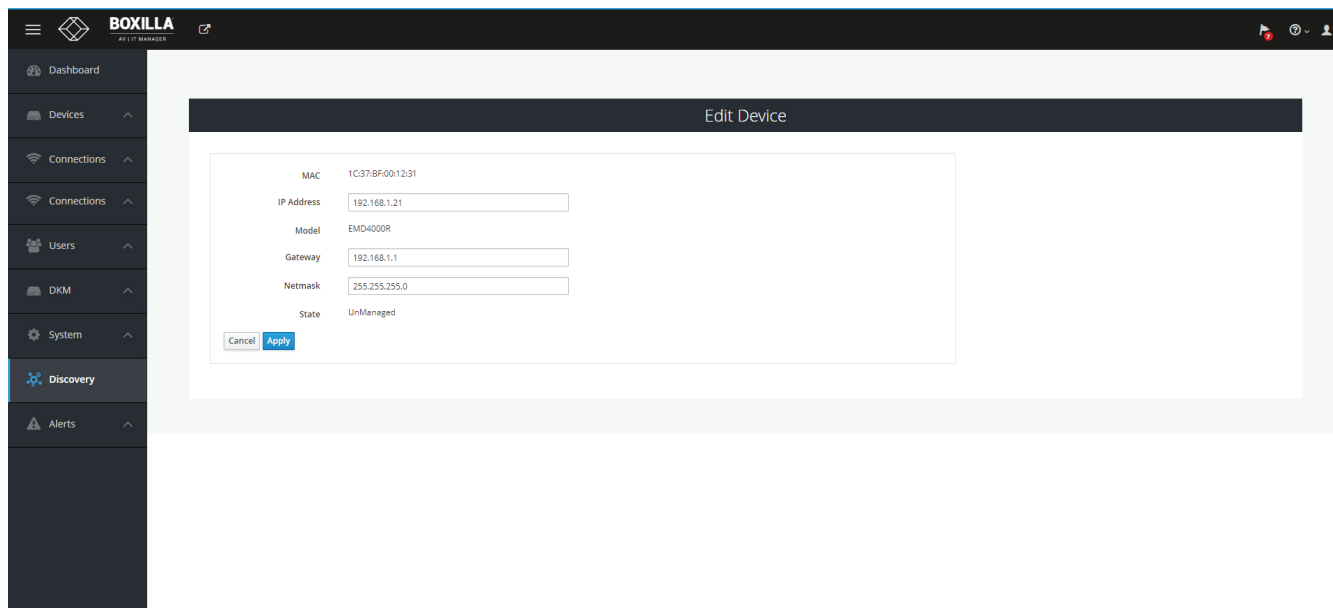 BOXILLA
AV | IT MANAGER
7
Dashboard
Devices
Connections
Connections
Users
DKM
System
Discovery
Alerts
Edit Device
MAC 1C:37:BF:00:12:31
IP Address 192.168.1.21
Model EMD4000R
Gateway 192.168.1.1
Netmask 255.255.255.0
State UnManaged
Cancel Apply